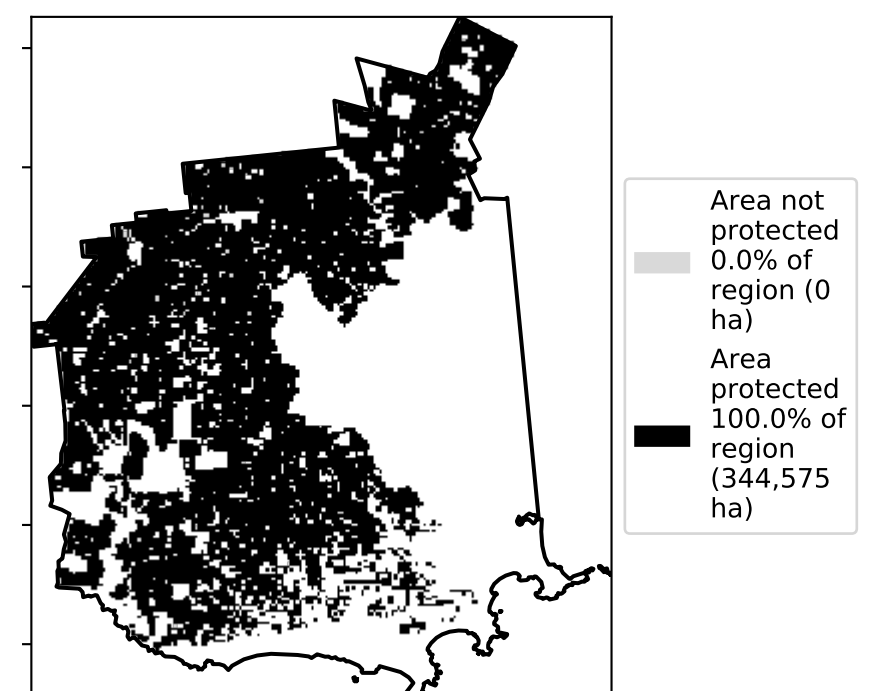 Area not
protected
0.0% of
region (0
ha)
Area
protected
100.0% of
region
(344,575
ha)